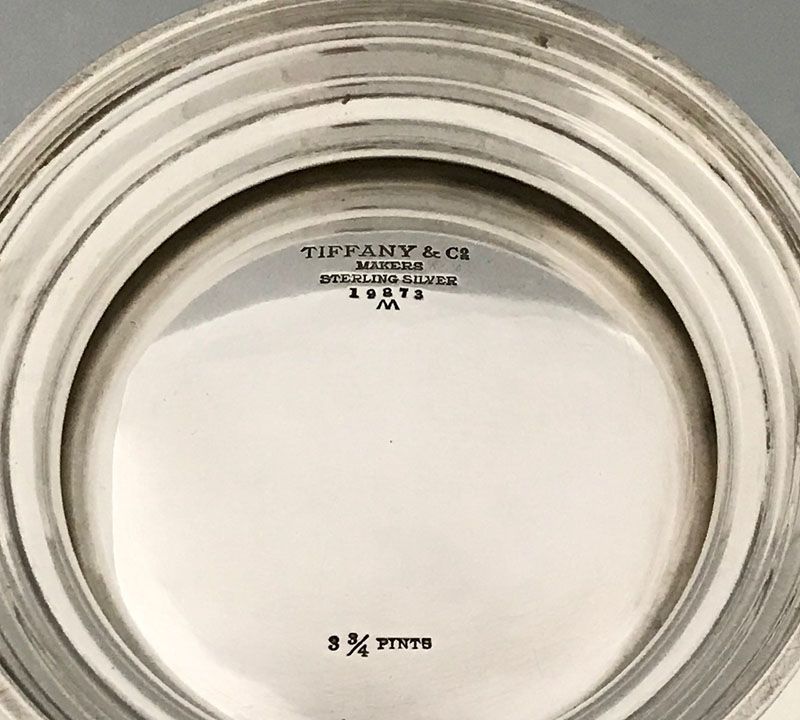 TIFFANY & Co
MAKERS
STERLING SILVER
19873
M
3 3/4 PINTS